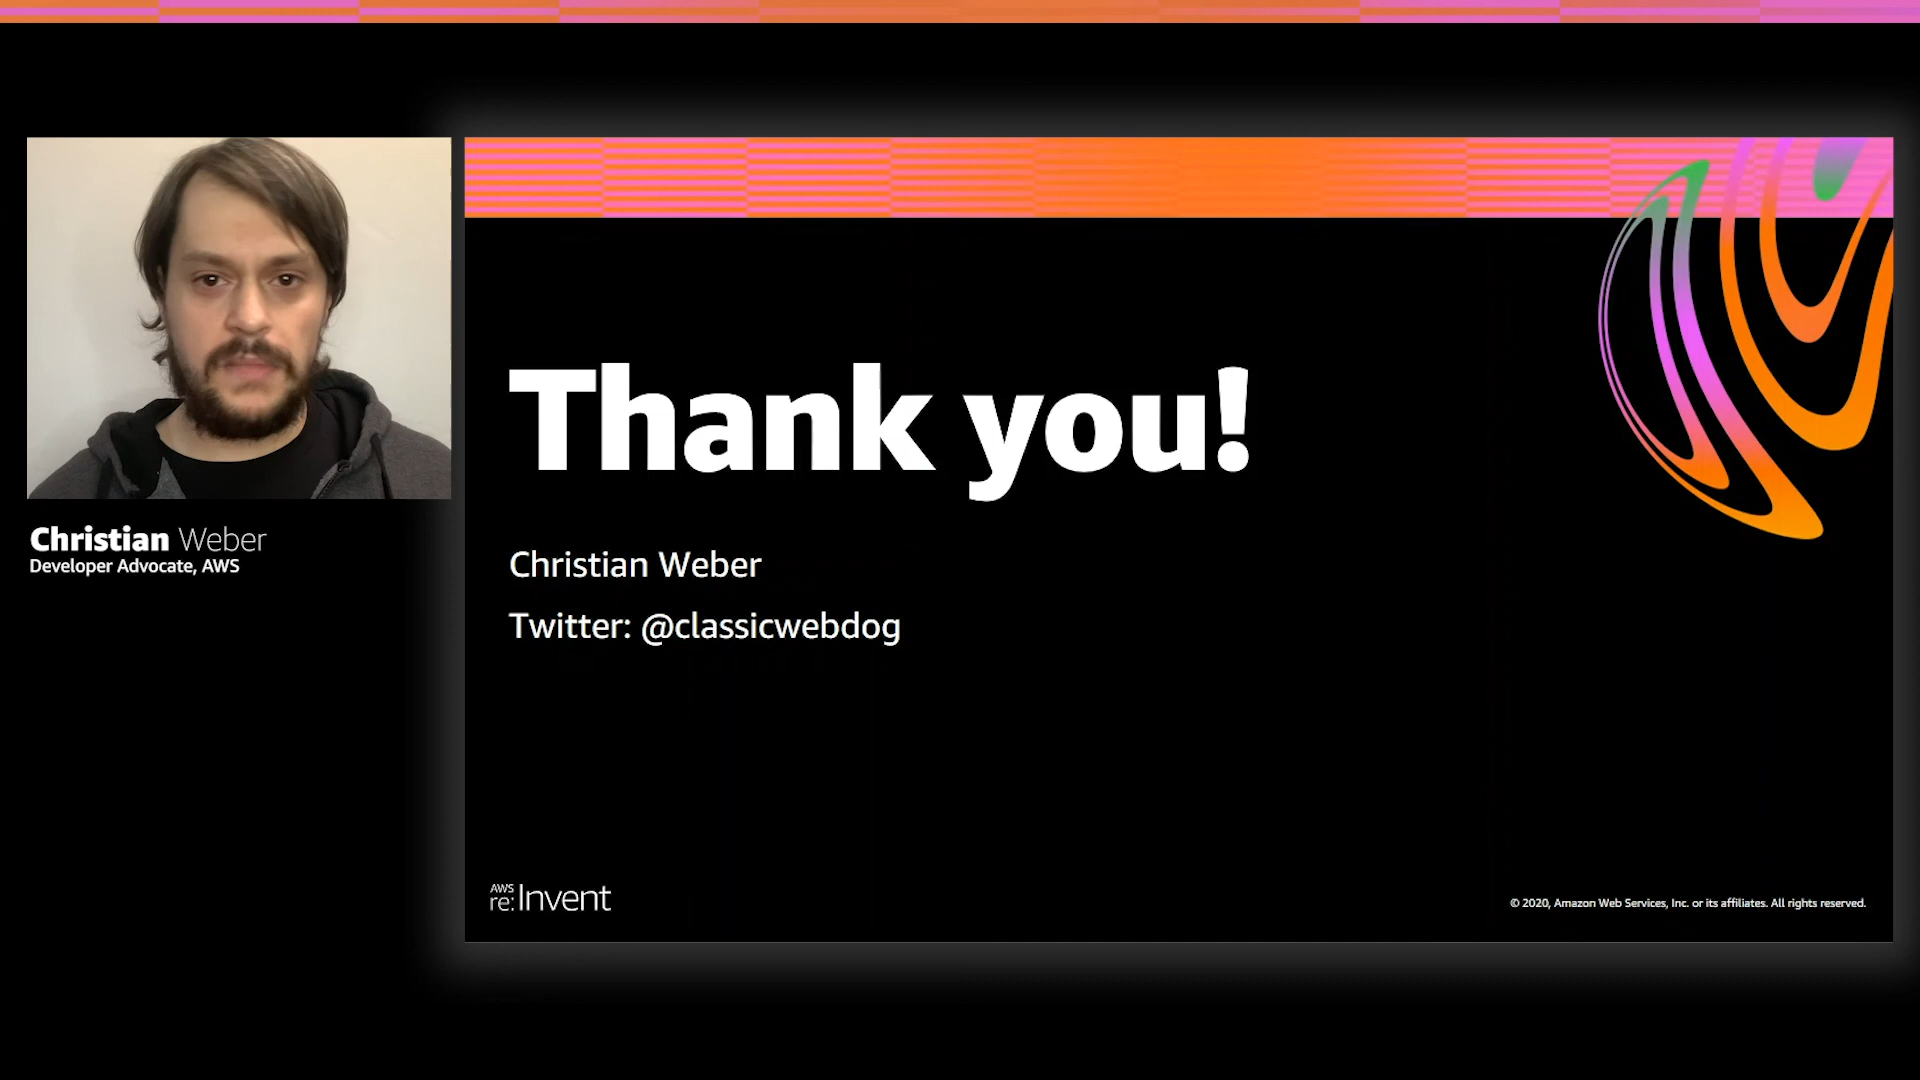 Christian Weber
Developer Advocate, AWS
Thank you!
Christian Weber
Twitter: @classicwebdog
AWS
re:Invent
© 2020, Amazon Web Services, Inc. or its affiliates. All rights reserved.